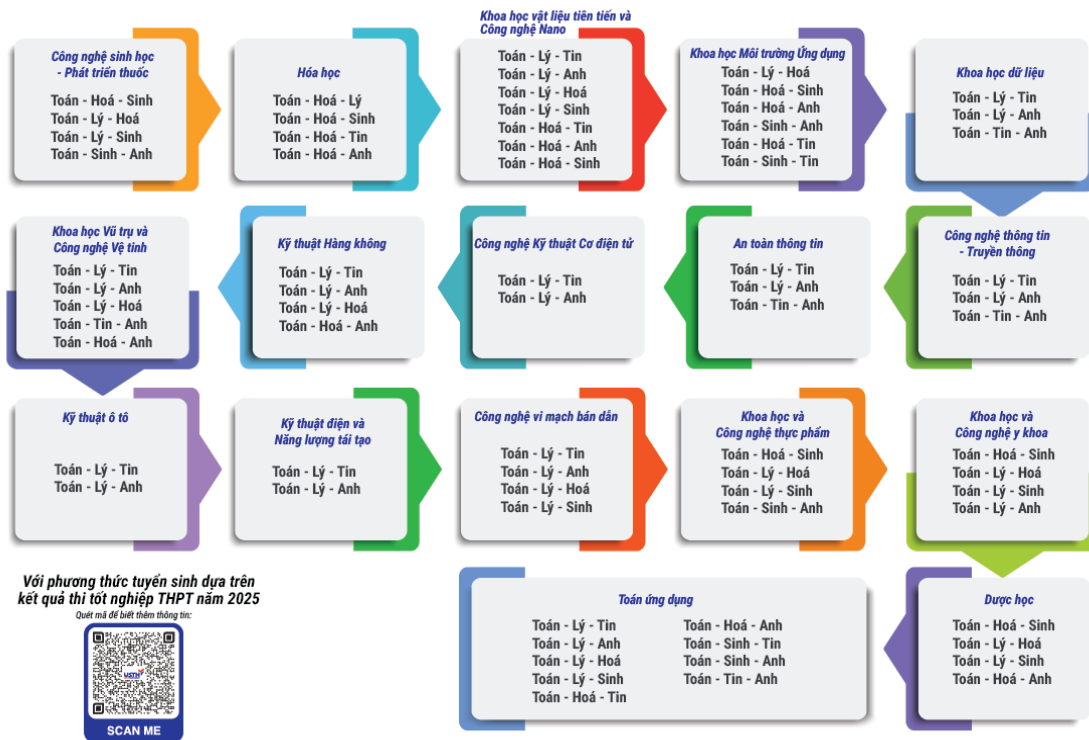 Công nghệ sinh học
- Phát triển thuốc
Toán - Hoá - Sinh
Toán - Lý - Hoá
Toán - Lý - Sinh
Toán - Sinh - Anh
Hóa học
Toán - Hoá - Lý
Toán - Hoá - Sinh
Toán - Hoá - Tin
Toán - Hoá - Anh
Khoa học vật liệu tiên tiến và
Công nghệ Nano
Toán - Lý - Tin
Toán - Lý - Anh
Toán - Lý - Hoá
Toán - Lý - Sinh
Toán - Hoá - Tin
Toán - Hoá - Anh
Toán - Hoá - Sinh
Khoa học Môi trường Ứng dụng
Toán - Lý - Hoá
Toán - Hoá - Sinh
Toán - Hoá - Anh
Toán - Sinh - Anh
Toán - Hoá - Tin
Toán - Sinh - Tin
Khoa học dữ liệu
Toán - Lý - Tin
Toán - Lý - Anh
Toán - Tin - Anh
Khoa học Vũ trụ và
Công nghệ Vệ tinh
Toán - Lý - Tin
Toán - Lý - Anh
Toán - Lý - Hoá
Toán - Tin - Anh
Toán - Hoá - Anh
Kỹ thuật Hàng không
Toán - Lý - Tin
Toán - Lý - Anh
Toán - Lý - Hoá
Toán - Hoá - Anh
Công nghệ Kỹ thuật Cơ điện tử
Toán - Lý - Tin
Toán - Lý - Anh
An toàn thông tin
Toán - Lý - Tin
Toán - Lý - Anh
Toán - Tin - Anh
Công nghệ thông tin
- Truyền thông
Toán - Lý - Tin
Toán - Lý - Anh
Toán - Tin - Anh
Kỹ thuật ô tô
Toán - Lý - Tin
Toán - Lý - Anh
Kỹ thuật điện và
Năng lượng tái tạo
Toán - Lý - Tin
Toán - Lý - Anh
Công nghệ vi mạch bán dẫn
Toán - Lý - Tin
Toán - Lý - Anh
Toán - Lý - Hoá
Toán - Lý - Sinh
Khoa học và
Công nghệ thực phẩm
Toán - Hoá - Sinh
Toán - Lý - Hoá
Toán - Lý - Sinh
Toán - Sinh - Anh
Khoa học và
Công nghệ y khoa
Toán - Hoá - Sinh
Toán - Lý - Hoá
Toán - Lý - Sinh
Toán - Lý - Anh
Với phương thức tuyển sinh dựa trên
kết quả thi tốt nghiệp THPT năm 2025
Quét mã để biết thêm thông tin:
USTH
SCAN ME
Toán ứng dụng
Toán - Lý - Tin
Toán - Lý - Anh
Toán - Lý - Hoá
Toán - Lý - Sinh
Toán - Hoá - Tin
Toán - Hoá - Anh
Toán - Sinh - Tin
Toán - Sinh - Anh
Toán - Tin - Anh
Dược học
Toán - Hoá - Sinh
Toán - Lý - Hoá
Toán - Lý - Sinh
Toán - Hoá - Anh